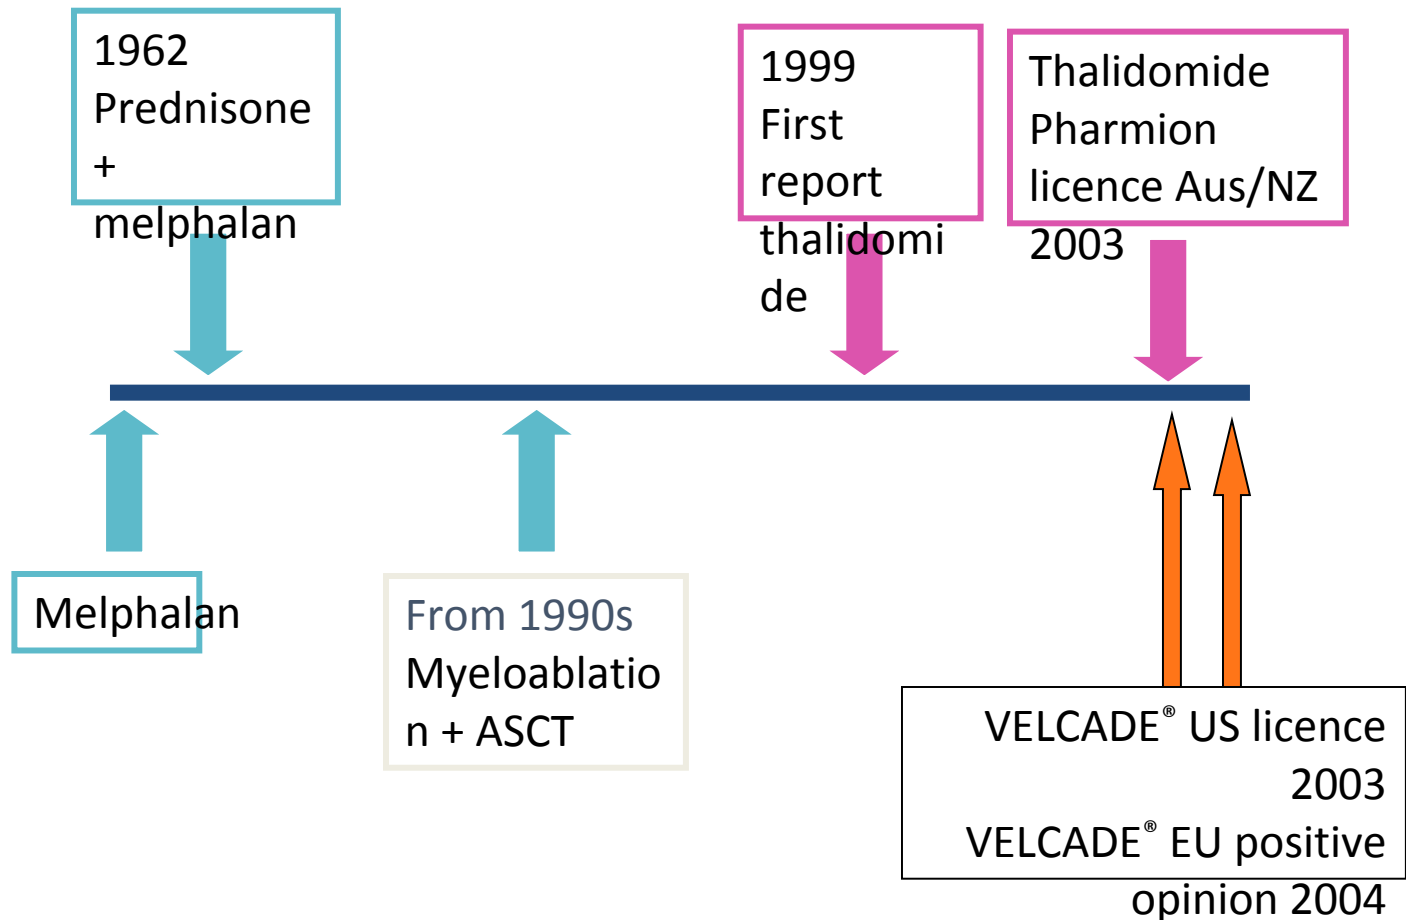 1962
Prednisone
+
melphalan
1999
First
report
thalidomi
de
Thalidomide
Pharmion
licence Aus/NZ
2003
Melphalan
From 1990s
Myeloablatio
n + ASCT
VELCADE® US licence
2003
VELCADE® EU positive
opinion 2004